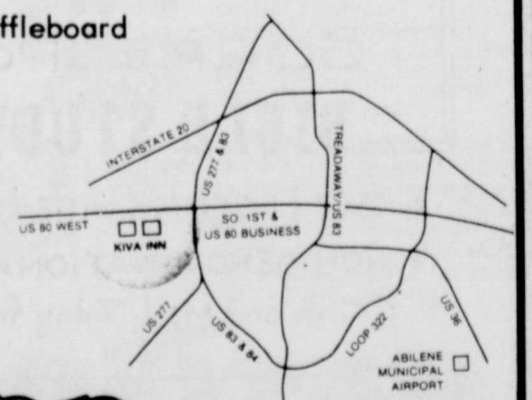 ffleboard
INTERSTATE 20
US 277 & 83
TREADAWAY/US 83
US 80 WEST
KIVA INN
SO. 1ST &
US 80 BUSINESS
US 277
US 83 & 84
LOOP 322
US 36
ABILENE
MUNICIPAL
AIRPORT